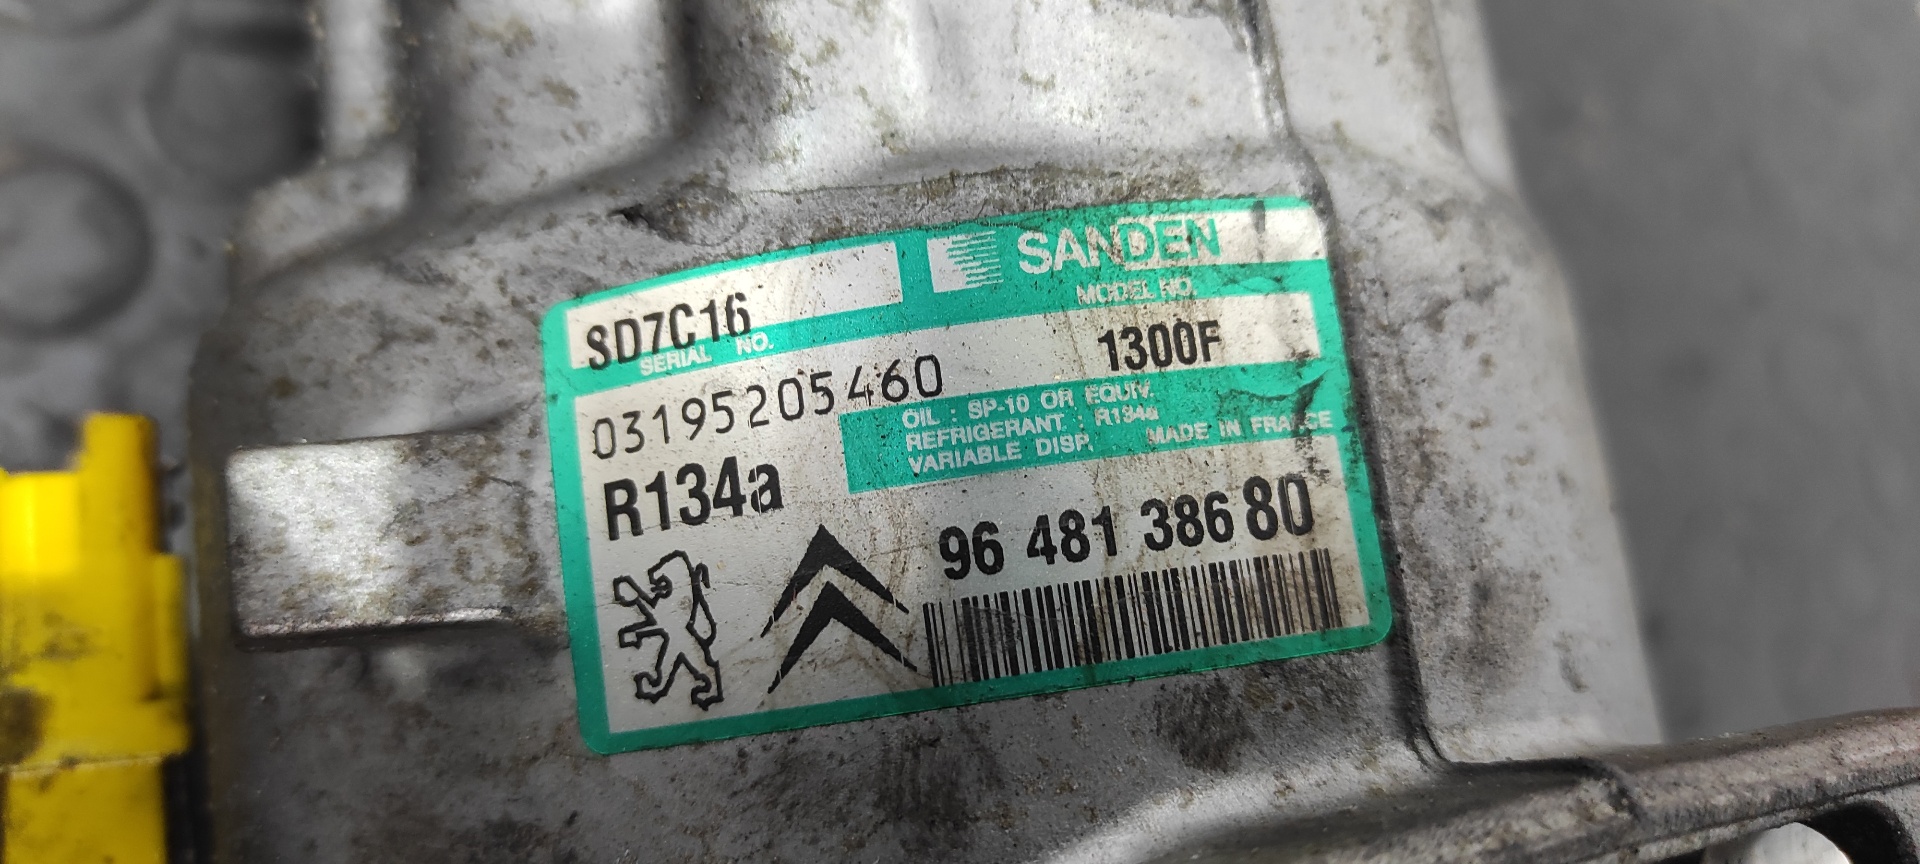 SANDEN
SD7C16
MODEL NO.
SERIAL NO.
1300F
03195205460
OIL : SP-10 OR EQUIV.
REFRIGERANT : R134a
VARIABLE DISP. MADE IN FRANCE
R134a
96 481 386 80